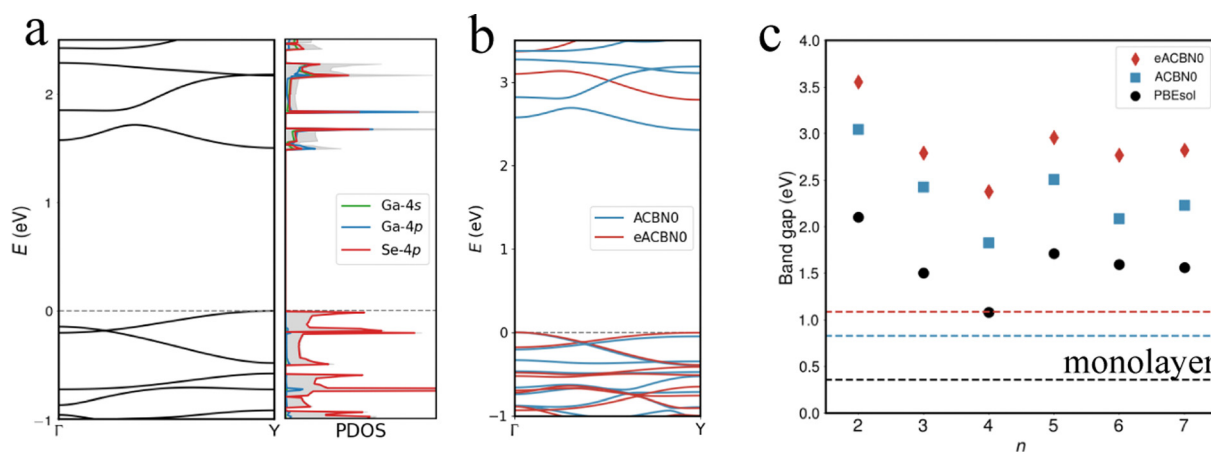 a
2
1
0
−1
E (eV)
Γ
Y
Ga-4s
Ga-4p
Se-4p
PDOS
b
3
2
1
0
−1
E (eV)
Γ
Y
ACBN0
eACBN0
c
4.0
3.5
3.0
2.5
2.0
1.5
1.0
0.5
0.0
Band gap (eV)
eACBN0
ACBN0
PBEsol
monolayer
2 3 4 5 6 7
n